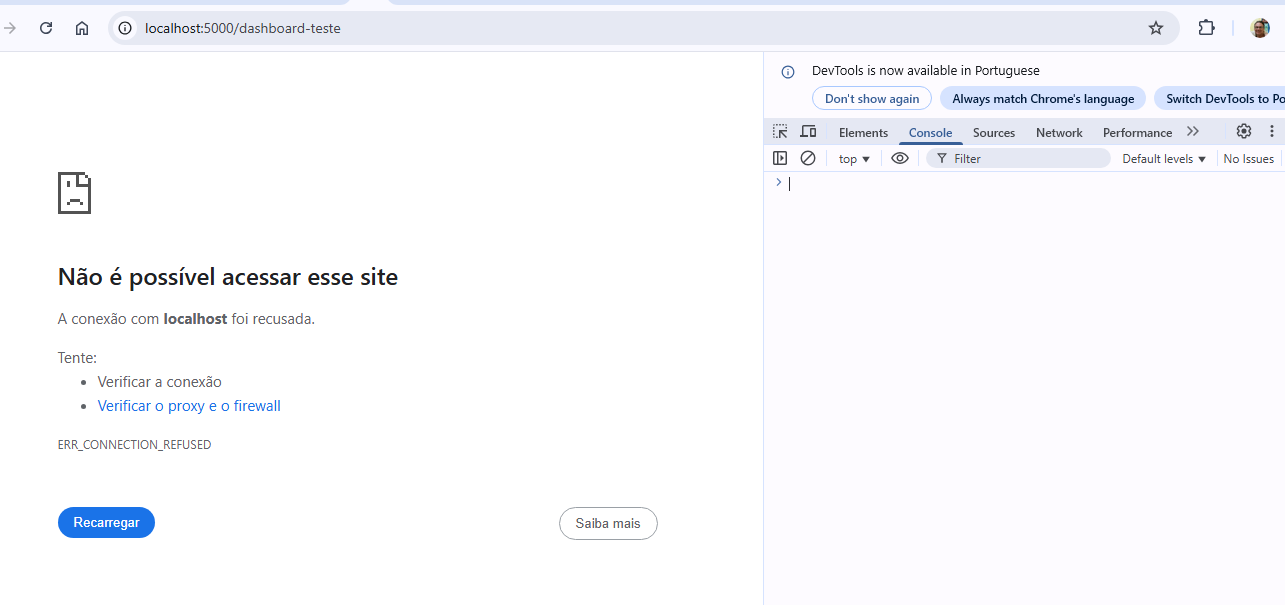 localhost:5000/dashboard-teste
DevTools is now available in Portuguese
Don't show again
Always match Chrome's language
Switch DevTools to Po
Elements
Console
Sources
Network
Performance
top
Filter
Default levels
No Issues
Não é possível acessar esse site
A conexão com localhost foi recusada.
Tente:
Verificar a conexão
Verificar o proxy e o firewall
ERR_CONNECTION_REFUSED
Recarregar
Saiba mais